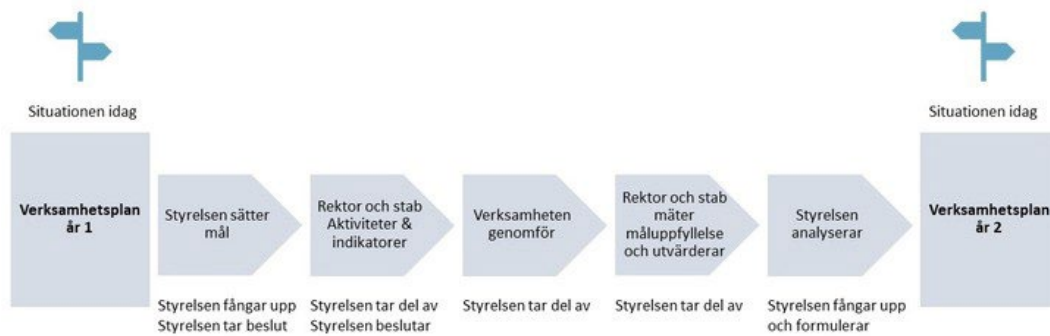 Situationen idag
Situationen idag
Verksamhetsplan
år 1
Styrelsen sätter
mål
Rektor och stab
Aktiviteter &
indikatorer
Verksamheten
genomför
Rektor och stab
mäter
måluppfyllelse
och utvärderar
Styrelsen
analyserar
Verksamhetsplan
år 2
Styrelsen fångar upp
Styrelsen tar beslut
Styrelsen tar del av
Styrelsen beslutar
Styrelsen tar del av
Styrelsen tar del av
Styrelsen fångar upp
och formulerar